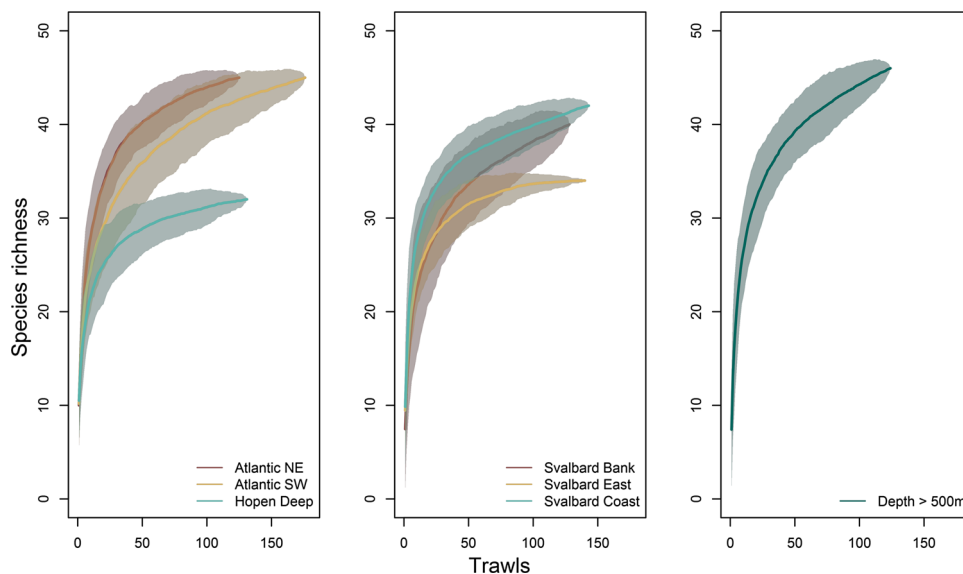 Species richness
50
40
30
20
10
0
0 50 100 150
Atlantic NE
Atlantic SW
Hopen Deep
50
40
30
20
10
0
0 50 100 150
Svalbard Bank
Svalbard East
Svalbard Coast
50
40
30
20
10
0
0 50 100 150
Depth > 500m
Trawls